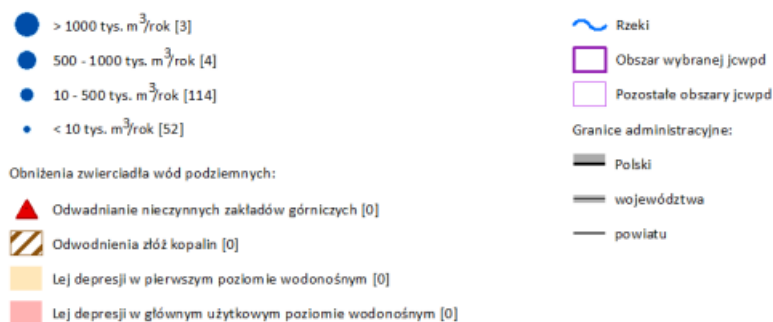 > 1000 tys. m³/rok [3]
500 - 1000 tys. m³/rok [4]
10 - 500 tys. m³/rok [114]
< 10 tys. m³/rok [52]
Obniżenia zwierciadła wód podziemnych:
Odwadnianie nieczynnych zakładów górniczych [0]
Odwodnienia złóż kopalin [0]
Lej depresji w pierwszym poziomie wodonośnym [0]
Lej depresji w głównym użytkowym poziomie wodonośnym [0]
Rzeki
Obszar wybranej jcwpd
Pozostałe obszary jcwpd
Granice administracyjne:
Polski
województwa
powiatu